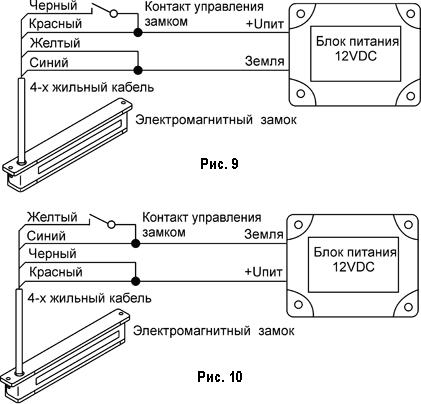 Черный
Контакт управления
замком
Красный
+Uпит
Желтый
Синий
Земля
Блок питания
12VDC
4-х жильный кабель
Электромагнитный замок
Рис. 9
Желтый
Контакт управления
замком
Синий
Земля
Черный
Красный
+Uпит
Блок питания
12VDC
4-х жильный кабель
Электромагнитный замок
Рис. 10